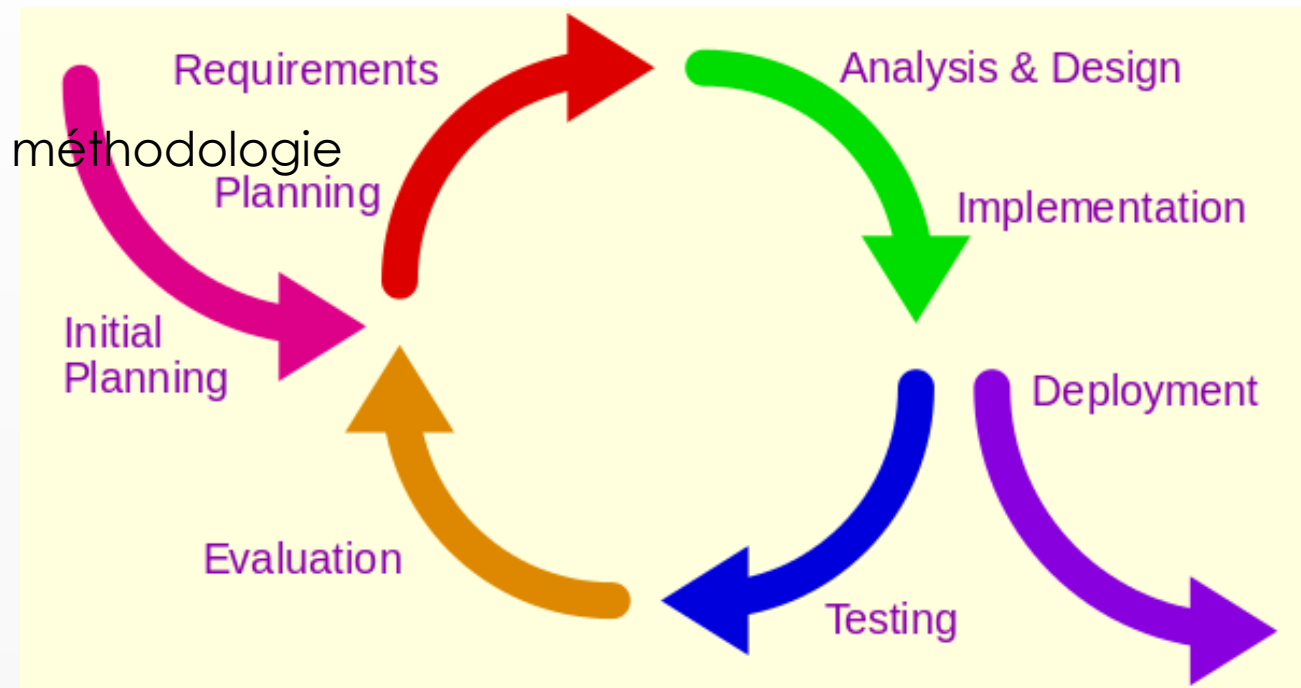 Requirements
Analysis & Design
méthodologie
Planning
Implementation
Initial
Planning
Deployment
Evaluation
Testing